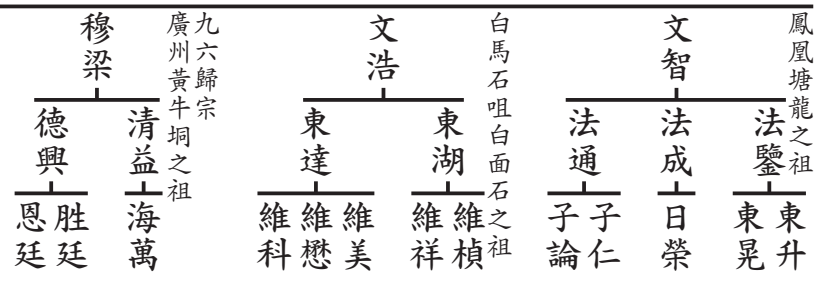 鳳凰塘龍之祖
文智
法鑒
法成
法通
東升
東晃
日榮
子仁
子論
白馬石咀白面石之祖
文浩
東湖
東達
維楨
維祥
維美
維懋
維科
九六歸宗
廣州黃牛垌之祖
穆梁
清益
德興
海萬
胜廷
恩廷